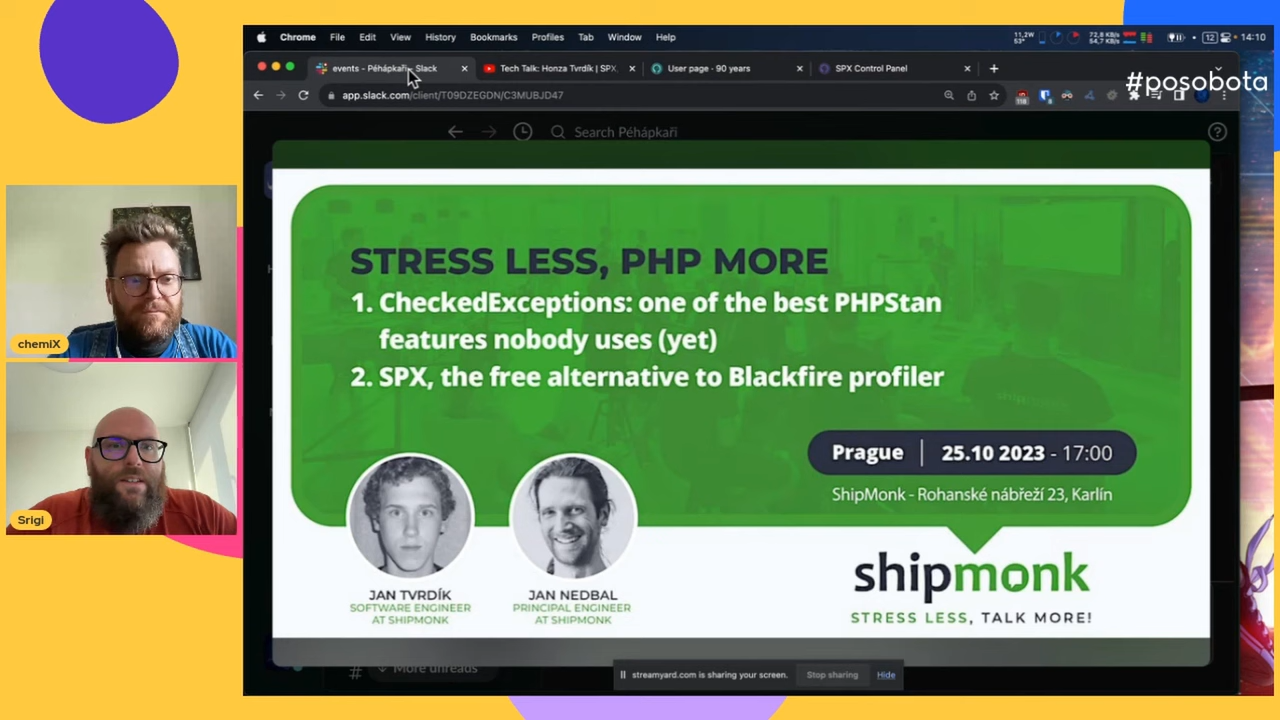 Chrome File Edit View History Bookmarks Profiles Tab Window Help
14:10
events - Péhápkaři - Slack
Tech Talk: Honza Tvrdík | SPX
User page · 90 years
SPX Control Panel
app.slack.com/client/T09DZEGDN/C3MUBJD47
#posobota
Search Péhápkaři
STRESS LESS, PHP MORE
1. CheckedExceptions: one of the best PHPStan
features nobody uses (yet)
2. SPX, the free alternative to Blackfire profiler
chemiX
Prague | 25.10 2023 - 17:00
ShipMonk - Rohanské nábřeží 23, Karlín
Srigi
shipmonk
JAN TVRDÍK
SOFTWARE ENGINEER
AT SHIPMONK
JAN NEDBAL
PRINCIPAL ENGINEER
AT SHIPMONK
STRESS LESS, TALK MORE!
More unreads
streamyard.com is sharing your screen.
Stop sharing
Hide